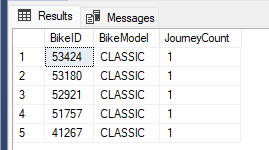 Results Messages
BikeID BikeModel JourneyCount
1 53424 CLASSIC 1
2 53180 CLASSIC 1
3 52921 CLASSIC 1
4 51757 CLASSIC 1
5 41267 CLASSIC 1